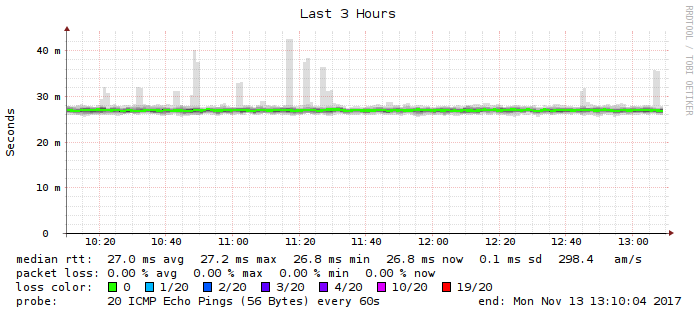 Last 3 Hours
RRDTOOL / TOBI OETIKER
Seconds
40 m
30 m
20 m
10 m
0
10:20 10:40 11:00 11:20 11:40 12:00 12:20 12:40 13:00
median rtt: 27.0 ms avg 27.2 ms max 26.8 ms min 26.8 ms now 0.1 ms sd 298.4 am/s
packet loss: 0.00 % avg 0.00 % max 0.00 % min 0.00 % now
loss color: 0 1/20 2/20 3/20 4/20 10/20 19/20
probe: 20 ICMP Echo Pings (56 Bytes) every 60s end: Mon Nov 13 13:10:04 2017